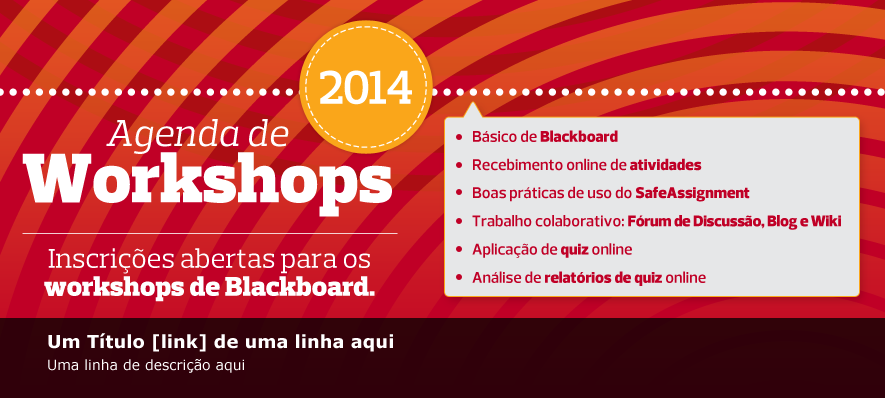 2014
Agenda de
Workshops
Inscrições abertas para os
workshops de Blackboard.
• Básico de Blackboard
• Recebimento online de atividades
• Boas práticas de uso do SafeAssignment
• Trabalho colaborativo: Fórum de Discussão, Blog e Wiki
• Aplicação de quiz online
• Análise de relatórios de quiz online
Um Título [link] de uma linha aqui
Uma linha de descrição aqui